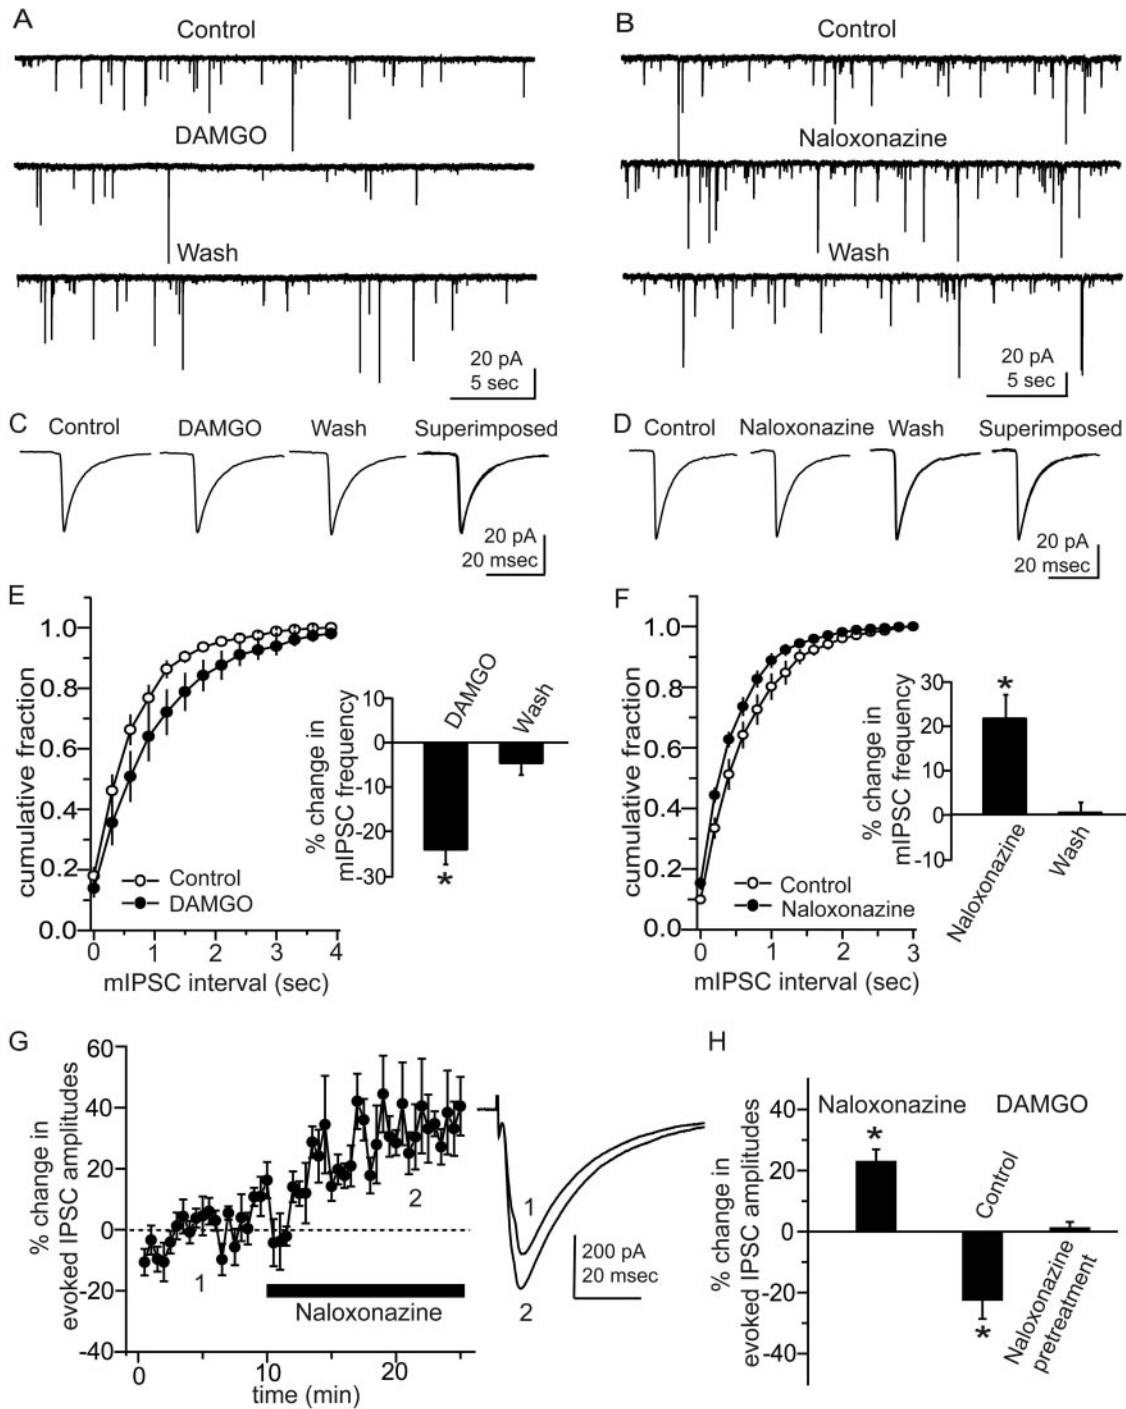 A
Control
DAMGO
Wash
20 pA
5 sec
B
Control
Naloxonazine
Wash
20 pA
5 sec
C
Control DAMGO Wash Superimposed
20 pA
20 msec
D
Control Naloxonazine Wash Superimposed
20 pA
20 msec
E
cumulative fraction
1.0
0.8
0.6
0.4
0.2
0.0
0 1 2 3 4
mIPSC interval (sec)
Control
DAMGO
% change in
mIPSC frequency
10
0
-10
-20
-30
DAMGO
Wash
*
F
cumulative fraction
1.0
0.8
0.6
0.4
0.2
0.0
0 1 2 3
mIPSC interval (sec)
Control
Naloxonazine
% change in
mIPSC frequency
30
20
10
0
-10
*
Naloxonazine
Wash
G
% change in
evoked IPSC amplitudes
60
40
20
0
-20
-40
1
2
Naloxonazine
0 10 20
time (min)
1
2
200 pA
20 msec
H
% change in
evoked IPSC amplitudes
40
20
0
-20
-40
Naloxonazine DAMGO
*
Control
*
Naloxonazine
pretreatment